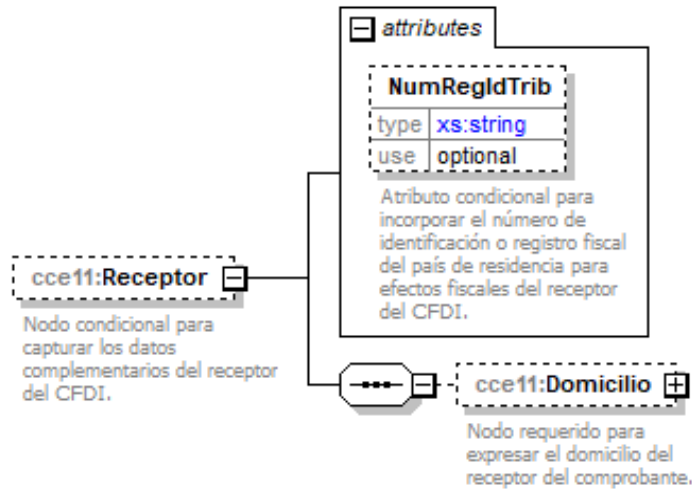 attributes
NumRegIdTrib
type xs:string
use optional
Atributo condicional para
incorporar el número de
identificación o registro fiscal
del país de residencia para
efectos fiscales del receptor
del CFDI.
cce11:Receptor
Nodo condicional para
capturar los datos
complementarios del receptor
del CFDI.
cce11:Domicilio
Nodo requerido para
expresar el domicilio del
receptor del comprobante.